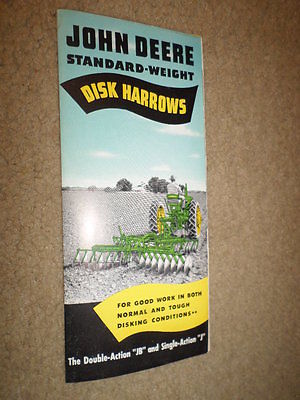 JOHN DEERE
STANDARD-WEIGHT
DISK HARROWS
FOR GOOD WORK IN BOTH
NORMAL AND TOUGH
DISKING CONDITIONS••
The Double-Action "JB" and Single-Action "J"